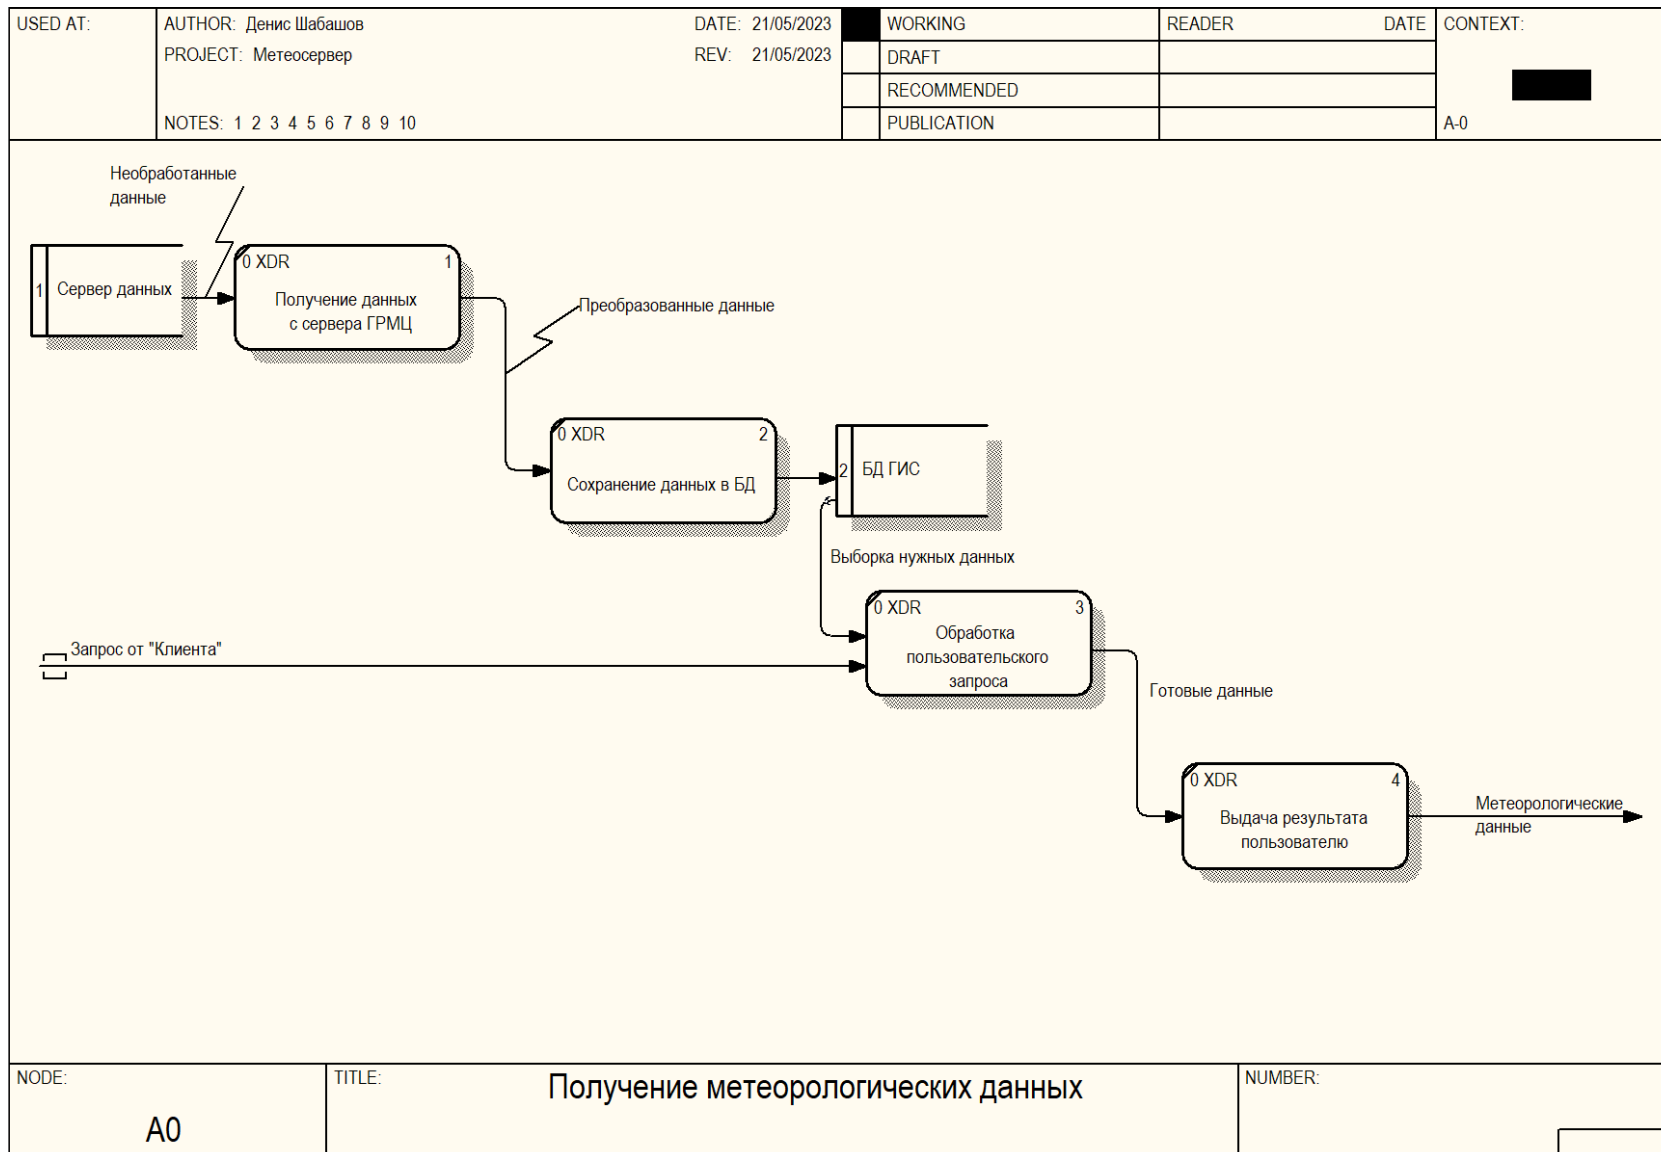 USED AT:
AUTHOR: Денис Шабашов
DATE: 21/05/2023
PROJECT: Метеосервер
REV: 21/05/2023
NOTES: 1 2 3 4 5 6 7 8 9 10
WORKING
DRAFT
RECOMMENDED
PUBLICATION
READER
DATE
CONTEXT:
A-0
Необработанные
данные
1
Сервер данных
0 XDR
1
Получение данных
с сервера ГРМЦ
Преобразованные данные
0 XDR
2
Сохранение данных в БД
2
БД ГИС
Выборка нужных данных
0 XDR
3
Обработка
пользовательского
запроса
Запрос от "Клиента"
Готовые данные
0 XDR
4
Выдача результата
пользователю
Метеорологические
данные
NODE:
A0
TITLE:
Получение метеорологических данных
NUMBER: